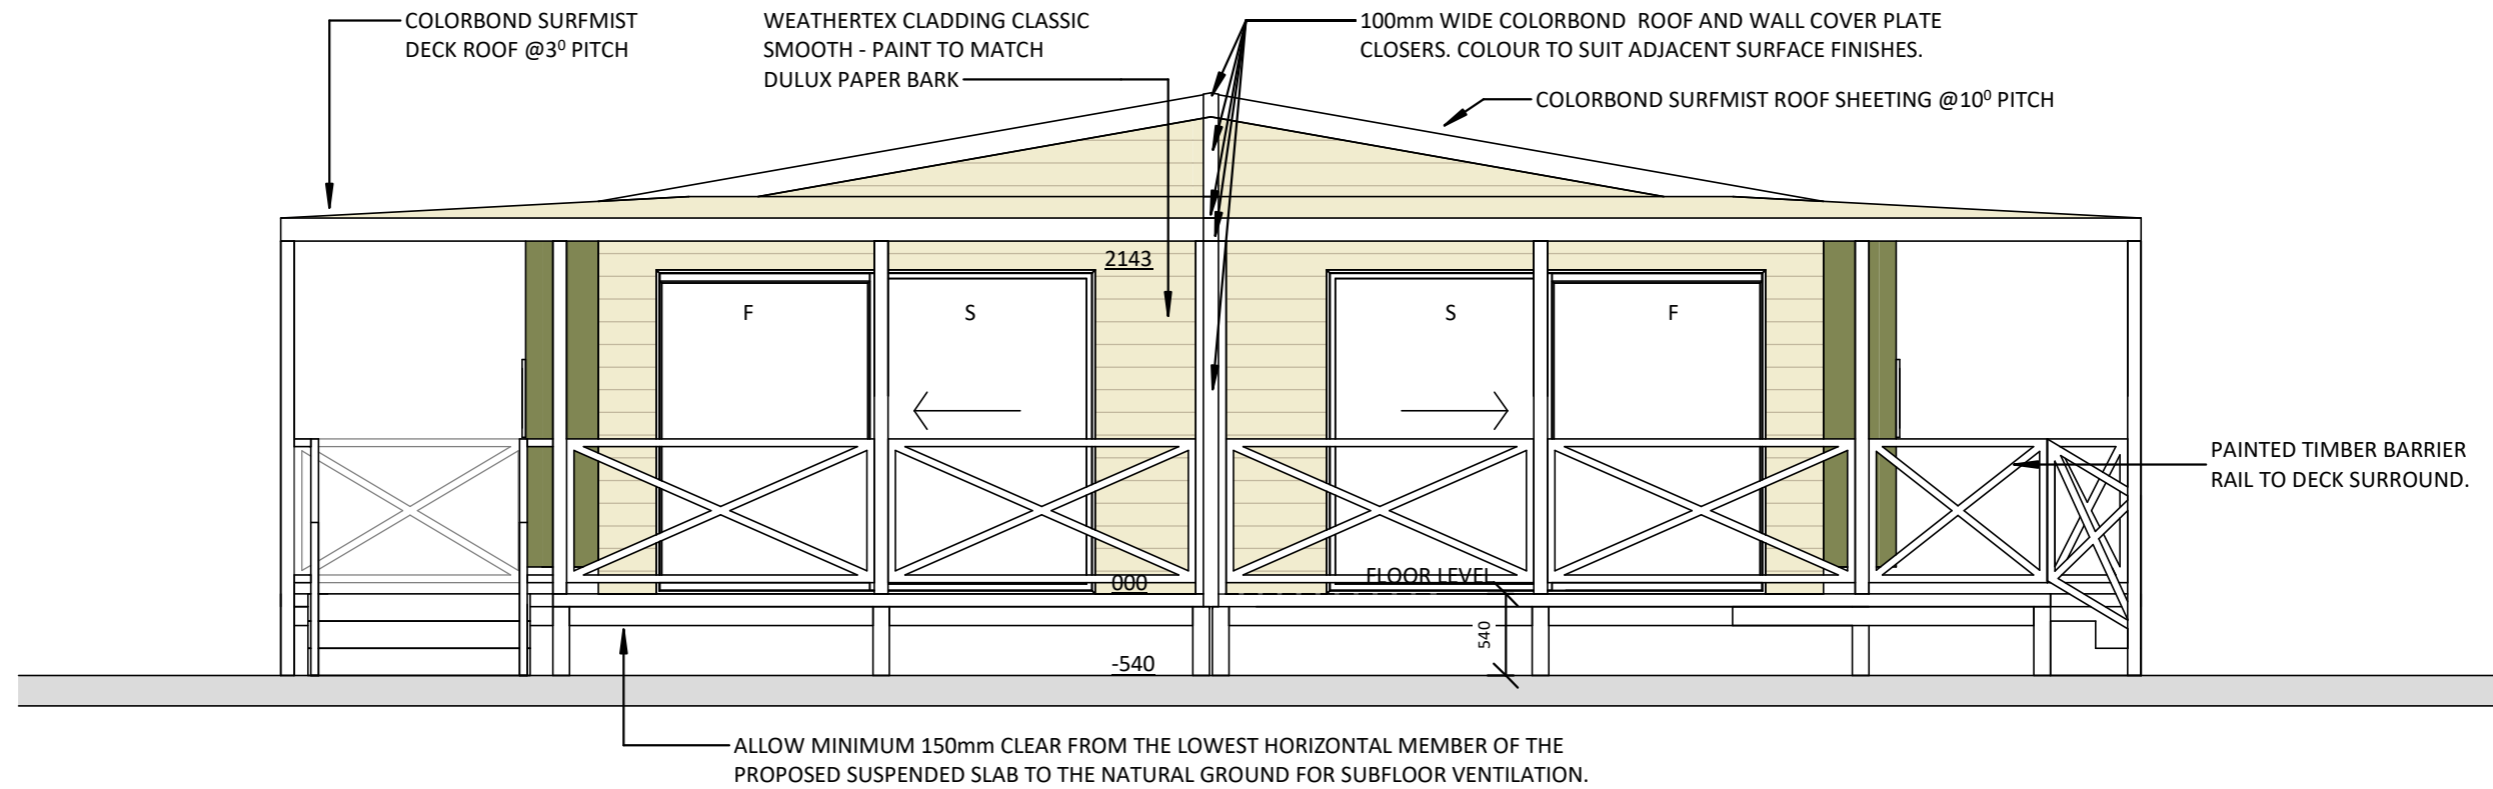 COLORBOND SURFMIST
DECK ROOF @3⁰ PITCH
WEATHERTEX CLADDING CLASSIC
SMOOTH - PAINT TO MATCH
DULUX PAPER BARK
100mm WIDE COLORBOND ROOF AND WALL COVER PLATE
CLOSERS. COLOUR TO SUIT ADJACENT SURFACE FINISHES.
COLORBOND SURFMIST ROOF SHEETING @10⁰ PITCH
2143
F
S
S
F
PAINTED TIMBER BARRIER
RAIL TO DECK SURROUND.
000
FLOOR LEVEL
540
-540
ALLOW MINIMUM 150mm CLEAR FROM THE LOWEST HORIZONTAL MEMBER OF THE
PROPOSED SUSPENDED SLAB TO THE NATURAL GROUND FOR SUBFLOOR VENTILATION.